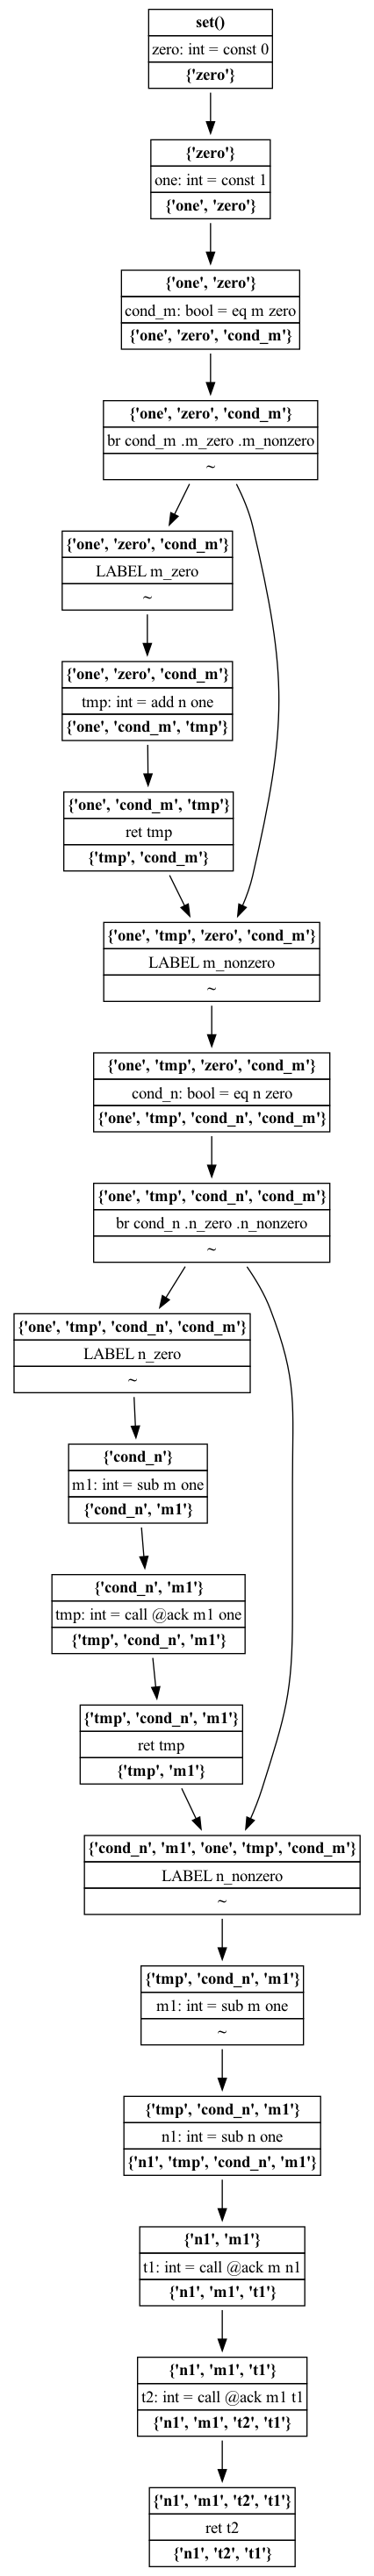 set()
zero: int = const 0
{'zero'}
{'zero'}
one: int = const 1
{'one', 'zero'}
{'one', 'zero'}
cond_m: bool = eq m zero
{'one', 'zero', 'cond_m'}
{'one', 'zero', 'cond_m'}
br cond_m .m_zero .m_nonzero
~
{'one', 'zero', 'cond_m'}
LABEL m_zero
~
{'one', 'zero', 'cond_m'}
tmp: int = add n one
{'one', 'cond_m', 'tmp'}
{'one', 'cond_m', 'tmp'}
ret tmp
{'tmp', 'cond_m'}
{'one', 'tmp', 'zero', 'cond_m'}
LABEL m_nonzero
~
{'one', 'tmp', 'zero', 'cond_m'}
cond_n: bool = eq n zero
{'one', 'tmp', 'cond_n', 'cond_m'}
{'one', 'tmp', 'cond_n', 'cond_m'}
br cond_n .n_zero .n_nonzero
~
{'one', 'tmp', 'cond_n', 'cond_m'}
LABEL n_zero
~
{'cond_n'}
m1: int = sub m one
{'cond_n', 'm1'}
{'cond_n', 'm1'}
tmp: int = call @ack m1 one
{'tmp', 'cond_n', 'm1'}
{'tmp', 'cond_n', 'm1'}
ret tmp
{'tmp', 'm1'}
{'cond_n', 'm1', 'one', 'tmp', 'cond_m'}
LABEL n_nonzero
~
{'tmp', 'cond_n', 'm1'}
m1: int = sub m one
~
{'tmp', 'cond_n', 'm1'}
n1: int = sub n one
{'n1', 'tmp', 'cond_n', 'm1'}
{'n1', 'm1'}
t1: int = call @ack m n1
{'n1', 'm1', 't1'}
{'n1', 'm1', 't1'}
t2: int = call @ack m1 t1
{'n1', 'm1', 't2', 't1'}
{'n1', 'm1', 't2', 't1'}
ret t2
{'n1', 't2', 't1'}